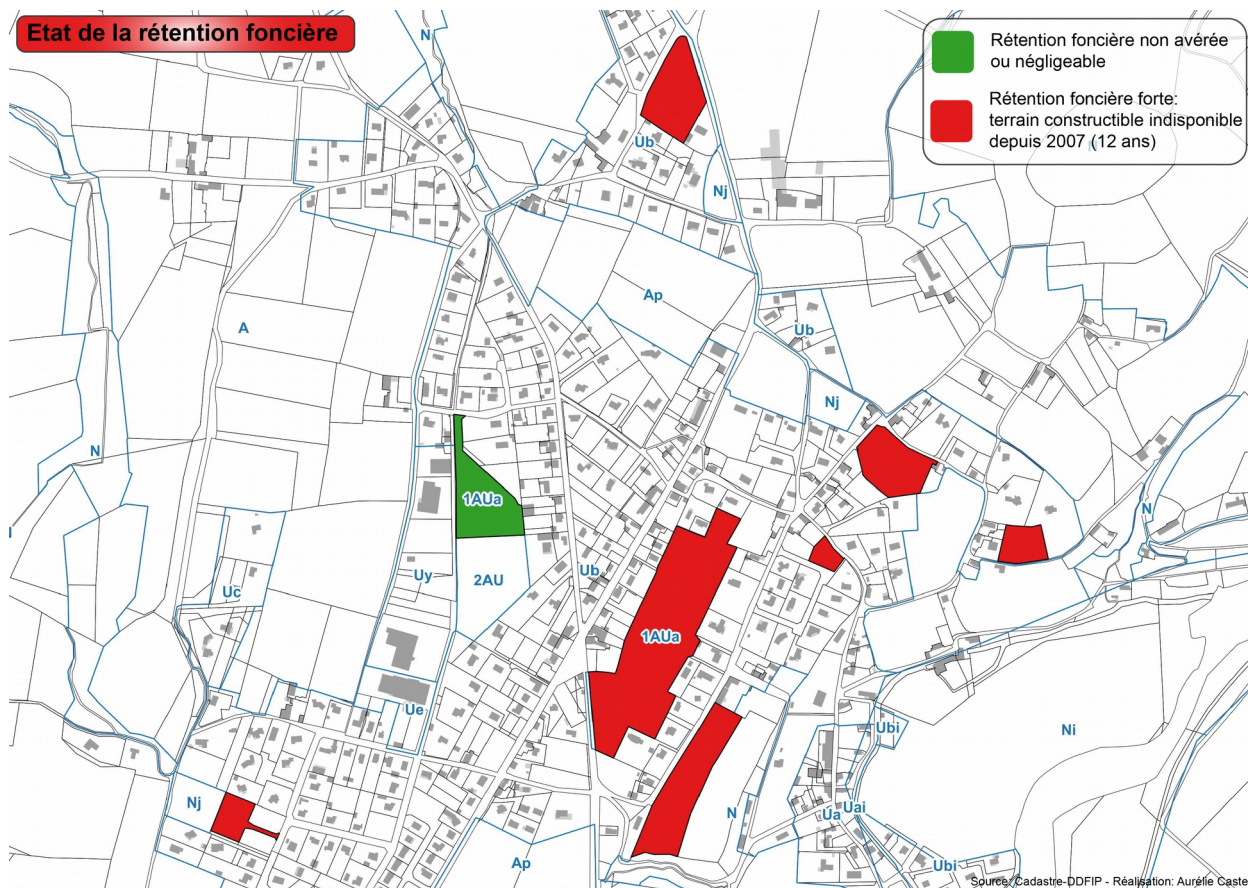 Etat de la rétention foncière
Rétention foncière non avérée
ou négligeable
Rétention foncière forte:
terrain constructible indisponible
depuis 2007 (12 ans)
N
Ub
Nj
Ap
A
Ub
Nj
N
1AUa
N
2AU
Ub
Uy
Uc
1AUa
Ue
Ubi
Ni
Nj
N
Ua
Uai
Ap
Ubi
Source: Cadastre-DDFIP - Réalisation: Aurélie Caste